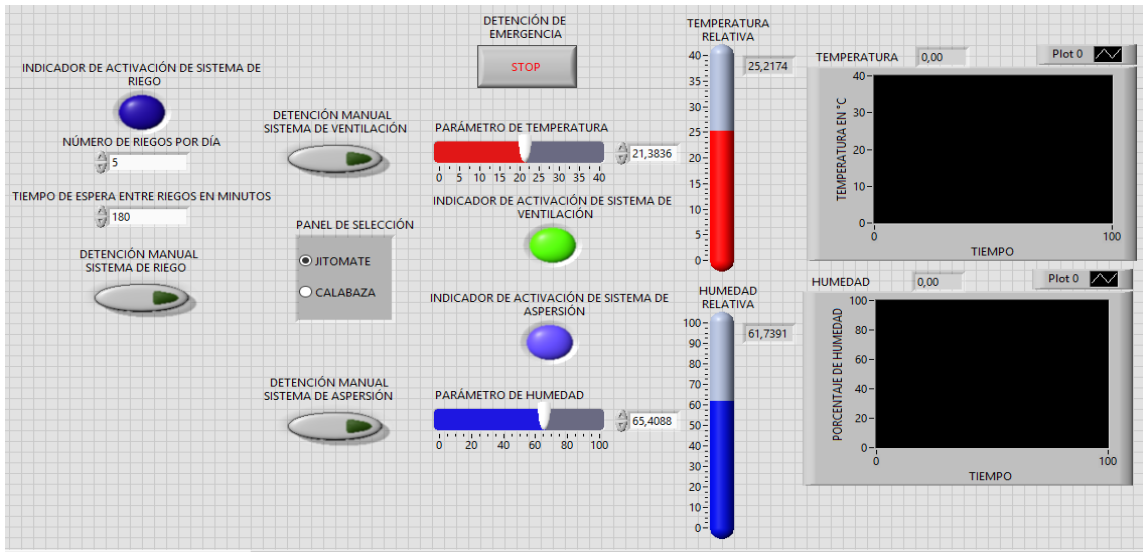 INDICADOR DE ACTIVACIÓN DE SISTEMA DE
RIEGO
NÚMERO DE RIEGOS POR DÍA
5
TIEMPO DE ESPERA ENTRE RIEGOS EN MINUTOS
180
DETENCIÓN MANUAL
SISTEMA DE RIEGO
DETENCIÓN MANUAL
SISTEMA DE VENTILACIÓN
PANEL DE SELECCIÓN
JITOMATE
CALABAZA
DETENCIÓN MANUAL
SISTEMA DE ASPERSIÓN
DETENCIÓN DE
EMERGENCIA
STOP
PARÁMETRO DE TEMPERATURA
21,3836
0 5 10 15 20 25 30 35 40
INDICADOR DE ACTIVACIÓN DE SISTEMA DE
VENTILACIÓN
INDICADOR DE ACTIVACIÓN DE SISTEMA DE
ASPERSIÓN
PARÁMETRO DE HUMEDAD
65,4088
0 20 40 60 80 100
TEMPERATURA
RELATIVA
25,2174
40
35
30
25
20
15
10
5
0
HUMEDAD
RELATIVA
61,7391
100
90
80
70
60
50
40
30
20
10
0
TEMPERATURA 0,00 Plot 0
TEMPERATURA EN °C
40
30
20
10
0
0 100
TIEMPO
HUMEDAD 0,00 Plot 0
PORCENTAJE DE HUMEDAD
100
80
60
40
20
0
0 100
TIEMPO